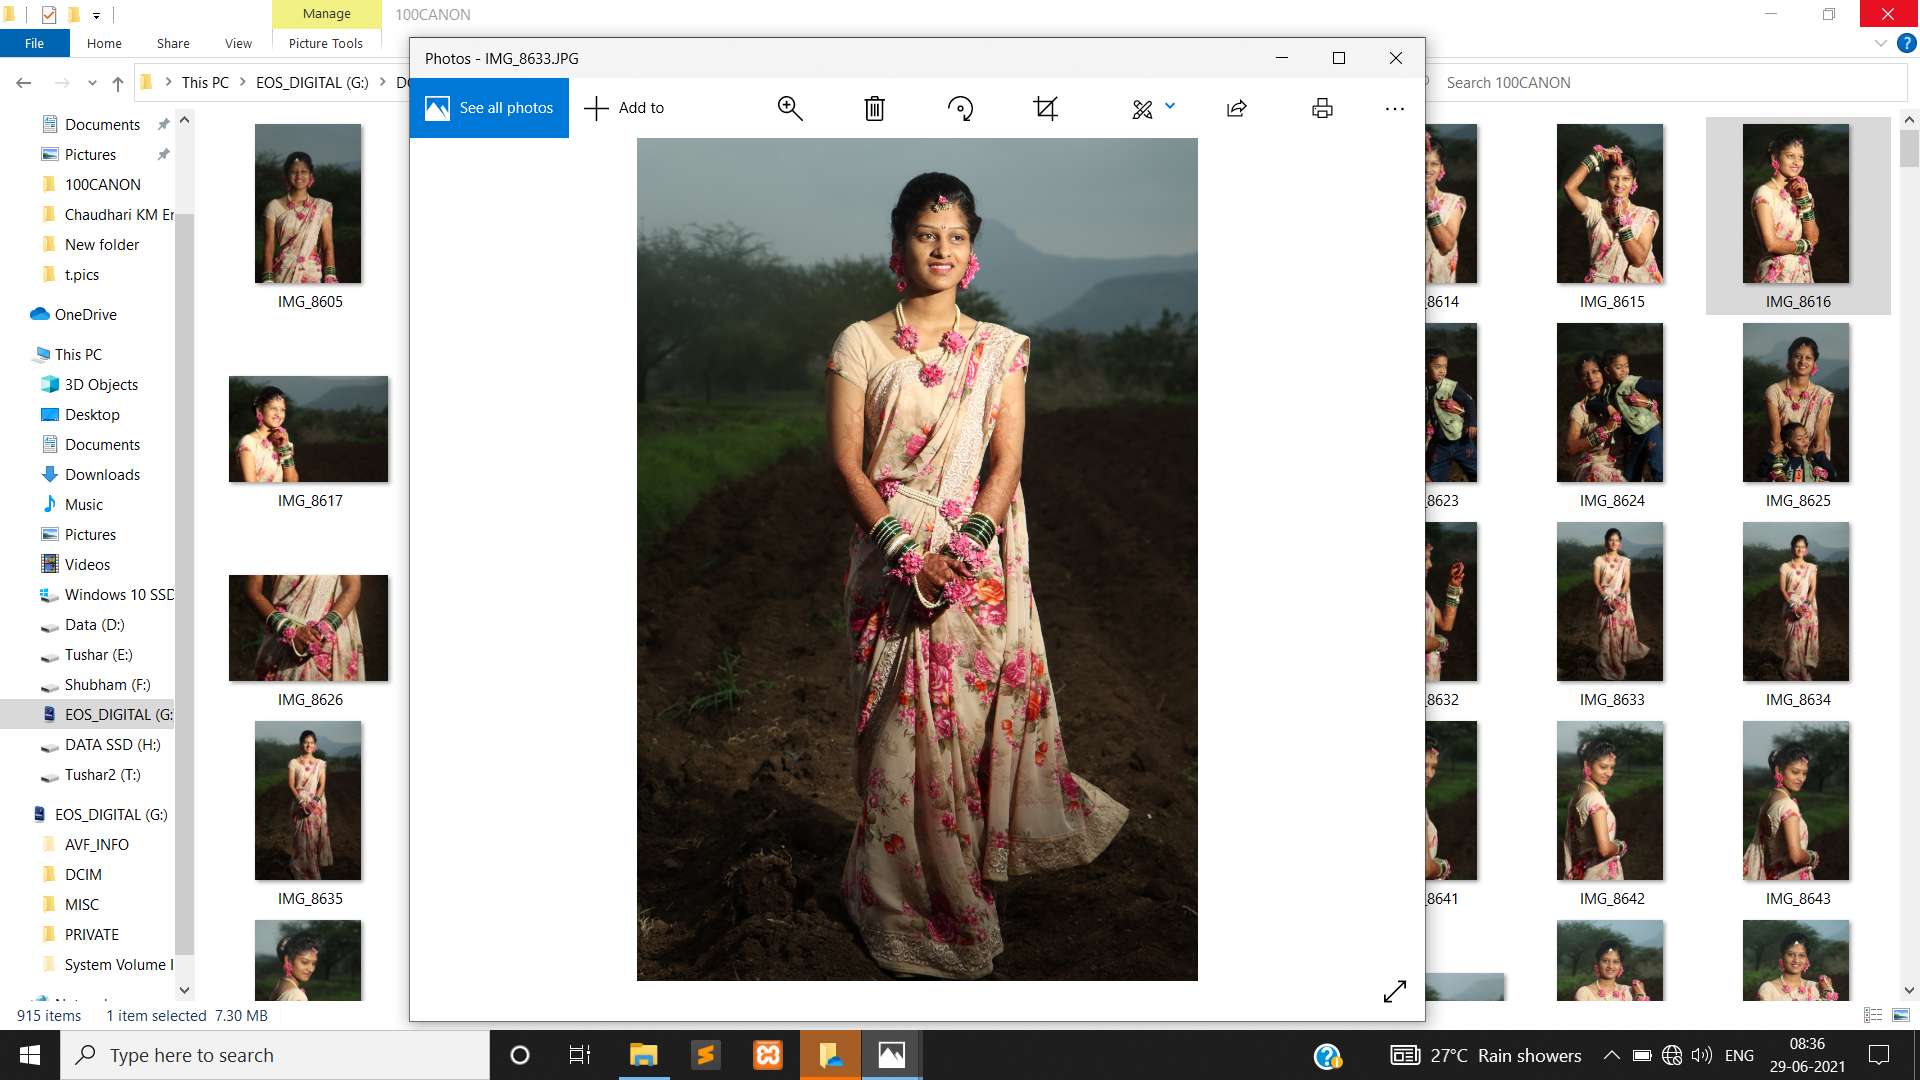 Manage
100CANON
File
Home
Share
View
Picture Tools
This PC
EOS_DIGITAL (G:)
Search 100CANON
Photos - IMG_8633.JPG
See all photos
Add to
Documents
Pictures
100CANON
Chaudhari KM Er
New folder
t.pics
OneDrive
This PC
3D Objects
Desktop
Documents
Downloads
Music
Pictures
Videos
Windows 10 SSD
Data (D:)
Tushar (E:)
Shubham (F:)
EOS_DIGITAL (G:
DATA SSD (H:)
Tushar2 (T:)
EOS_DIGITAL (G:)
AVF_INFO
DCIM
MISC
PRIVATE
System Volume I
IMG_8605
8614
IMG_8615
IMG_8616
IMG_8617
8623
IMG_8624
IMG_8625
IMG_8626
8632
IMG_8633
IMG_8634
IMG_8635
8641
IMG_8642
IMG_8643
915 items
1 item selected 7.30 MB
Type here to search
27°C Rain showers
ENG
08:36
29-06-2021